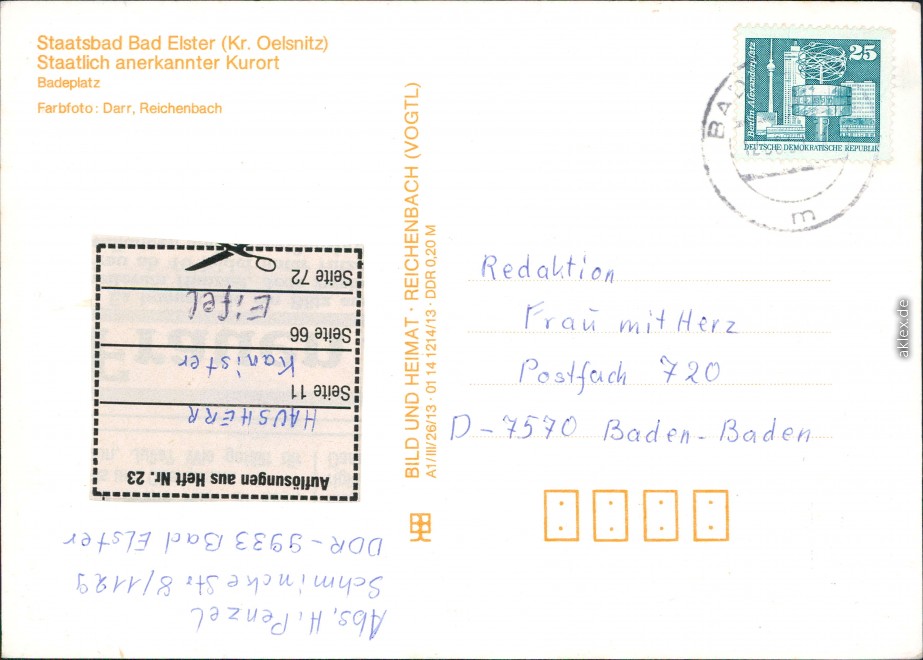 Staatsbad Bad Elster (Kr. Oelsnitz)
Staatlich anerkannter Kurort
Badeplatz
Farbfoto: Darr, Reichenbach
BILD UND HEIMAT · REICHENBACH (VOGTL)
A1/III/26/13 · 01 14 1214/13 · DDR 0,20 M
Berlin Alexanderplatz
25
DEUTSCHE DEMOKRATISCHE REPUBLIK
BAD
m
Redaktion
Frau mit Herz
Postfach 720
D-7570 Baden-Baden
Auflösungen aus Heft Nr. 23
HAUSHERR
Seite 11
Kanister
Seite 66
Eifel
Seite 72
Abs. H. Penzel
Schmincke Str 8/1129
DDR-9933 Bad Elster
aklex.de